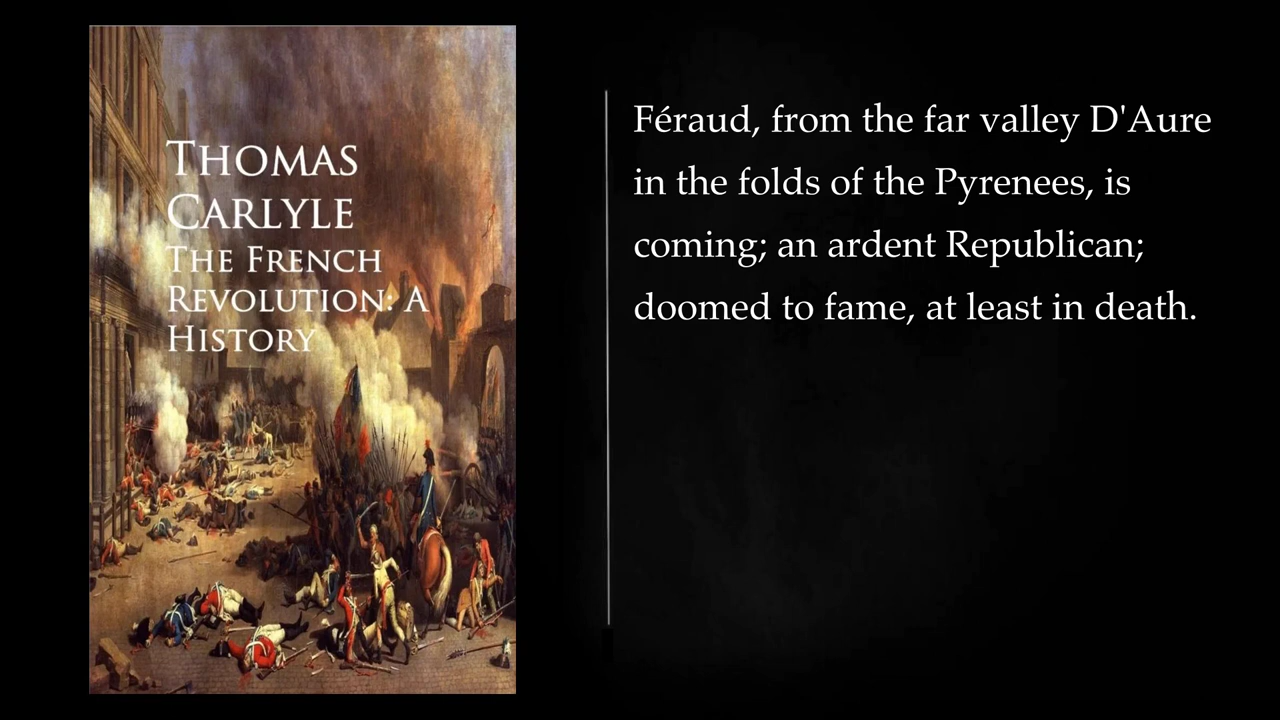 THOMAS
CARLYLE
THE FRENCH
REVOLUTION: A
HISTORY
Féraud, from the far valley D'Aure
in the folds of the Pyrenees, is
coming; an ardent Republican;
doomed to fame, at least in death.